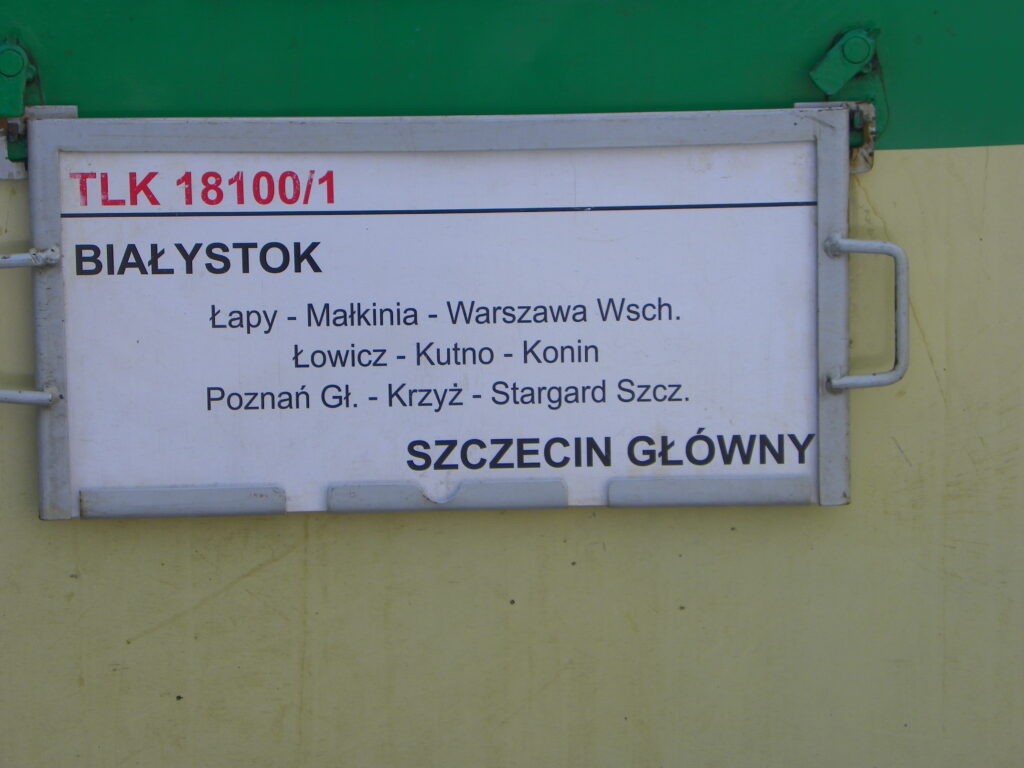 TLK 18100/1
BIAŁYSTOK
Łapy - Małkinia - Warszawa Wsch.
Łowicz - Kutno - Konin
Poznań Gł. - Krzyż - Stargard Szcz.
SZCZECIN GŁÓWNY